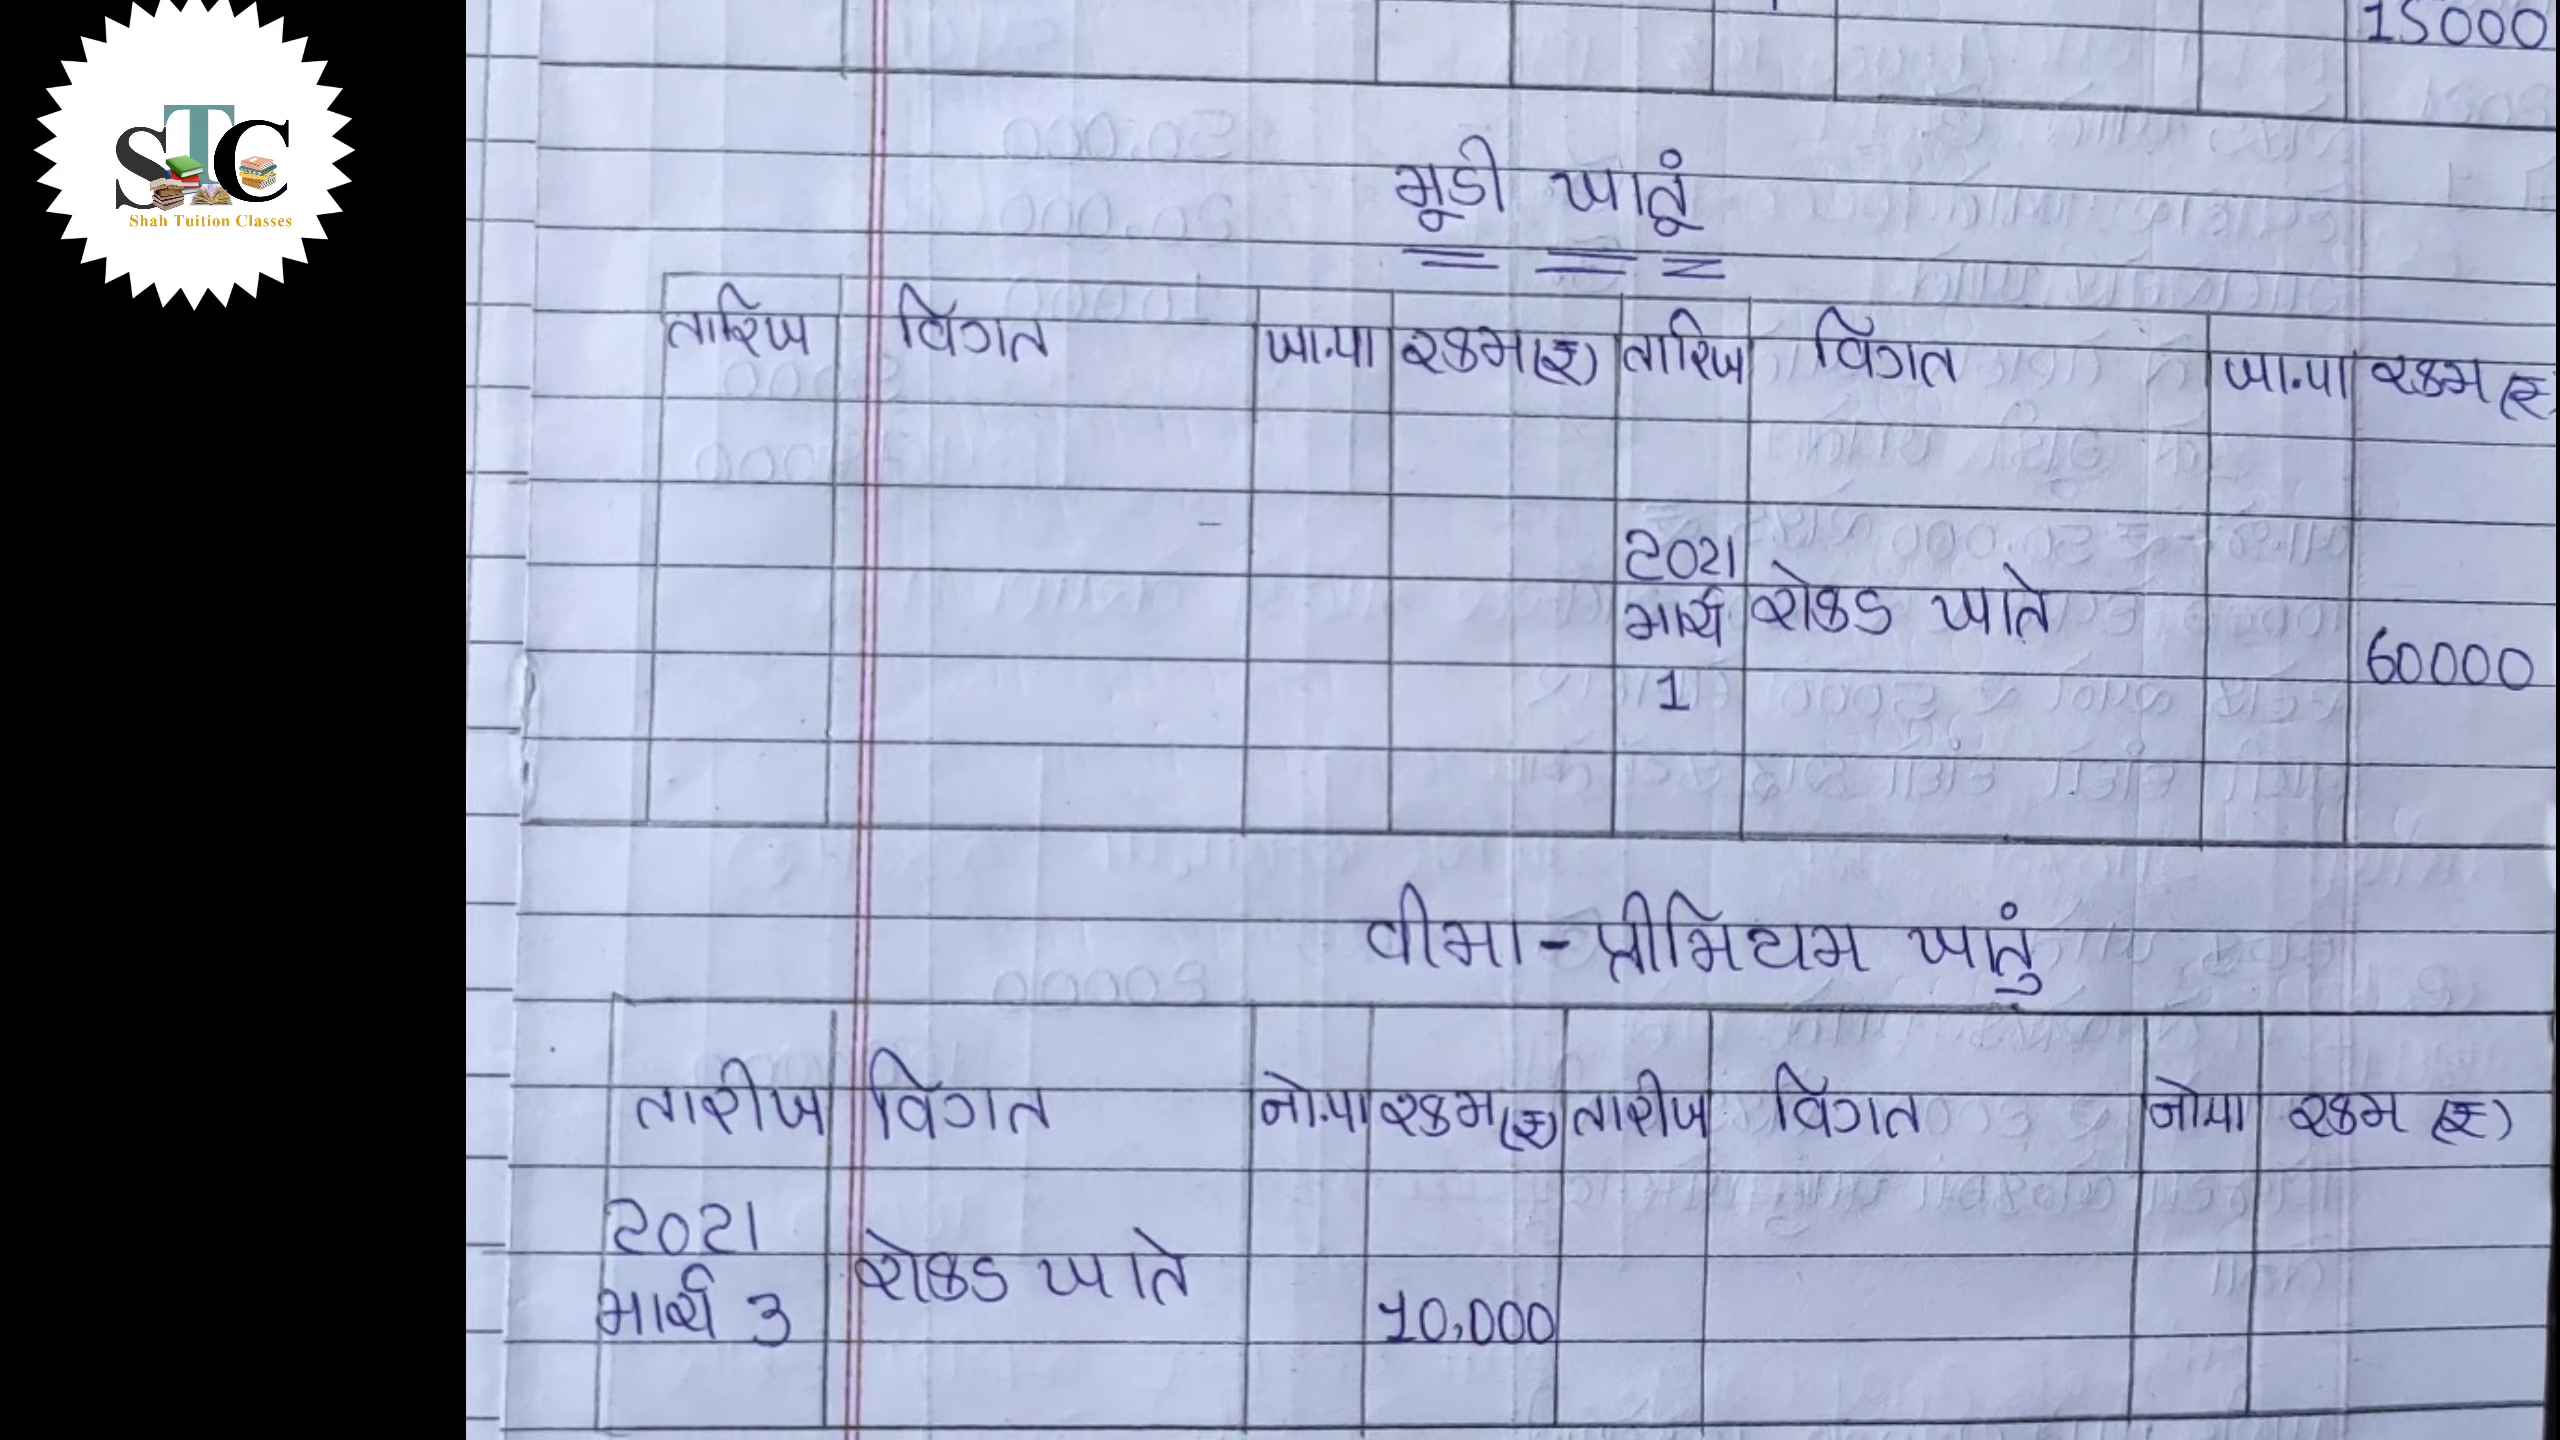 STC
Shah Tuition Classes
15000
મૂડી ખાતું
તારિખ વિગત ખા.પા રકમ(₹) તારિખ વિગત ખા.પા રકમ(₹
2021
માર્ચ રોકડ ખાતે
60000
1
વીમા-પ્રીમિયમ ખાતું
તારીખ વિગત નો.પા રકમ(₹) તારીખ વિગત નો.પા રકમ (₹)
2021
રોકડ ખાતે
માર્ચ 3 10,000